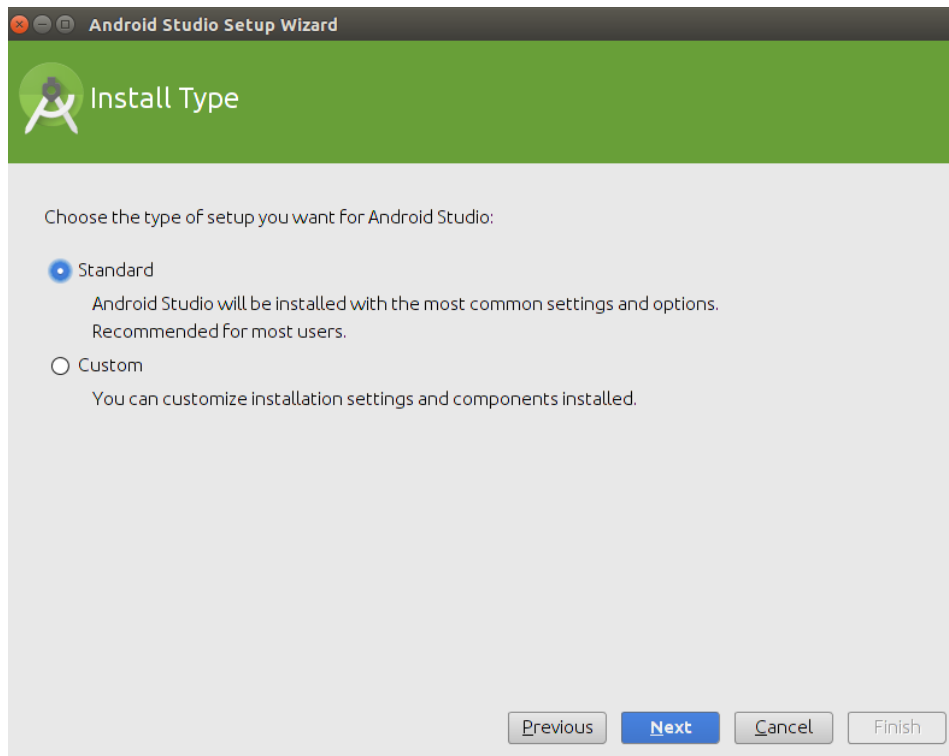 Android Studio Setup Wizard
Install Type
Choose the type of setup you want for Android Studio:
Standard
Android Studio will be installed with the most common settings and options.
Recommended for most users.
Custom
You can customize installation settings and components installed.
Previous Next Cancel Finish